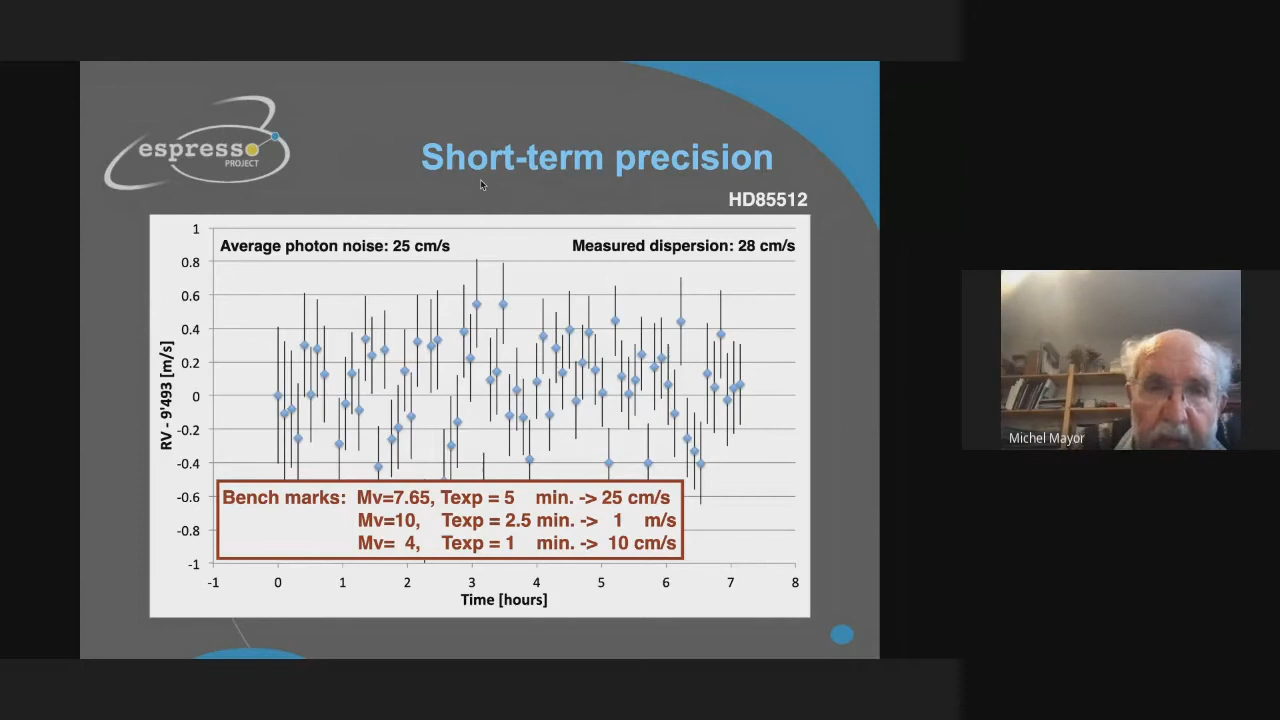 espresso
PROJECT
Short-term precision
HD85512
Average photon noise: 25 cm/s
Measured dispersion: 28 cm/s
RV - 9'493 [m/s]
1
0.8
0.6
0.4
0.2
0
-0.2
-0.4
-0.6
-0.8
-1
Bench marks: Mv=7.65, Texp = 5 min. -> 25 cm/s
Mv=10, Texp = 2.5 min. -> 1 m/s
Mv= 4, Texp = 1 min. -> 10 cm/s
-1 0 1 2 3 4 5 6 7 8
Time [hours]
Michel Mayor